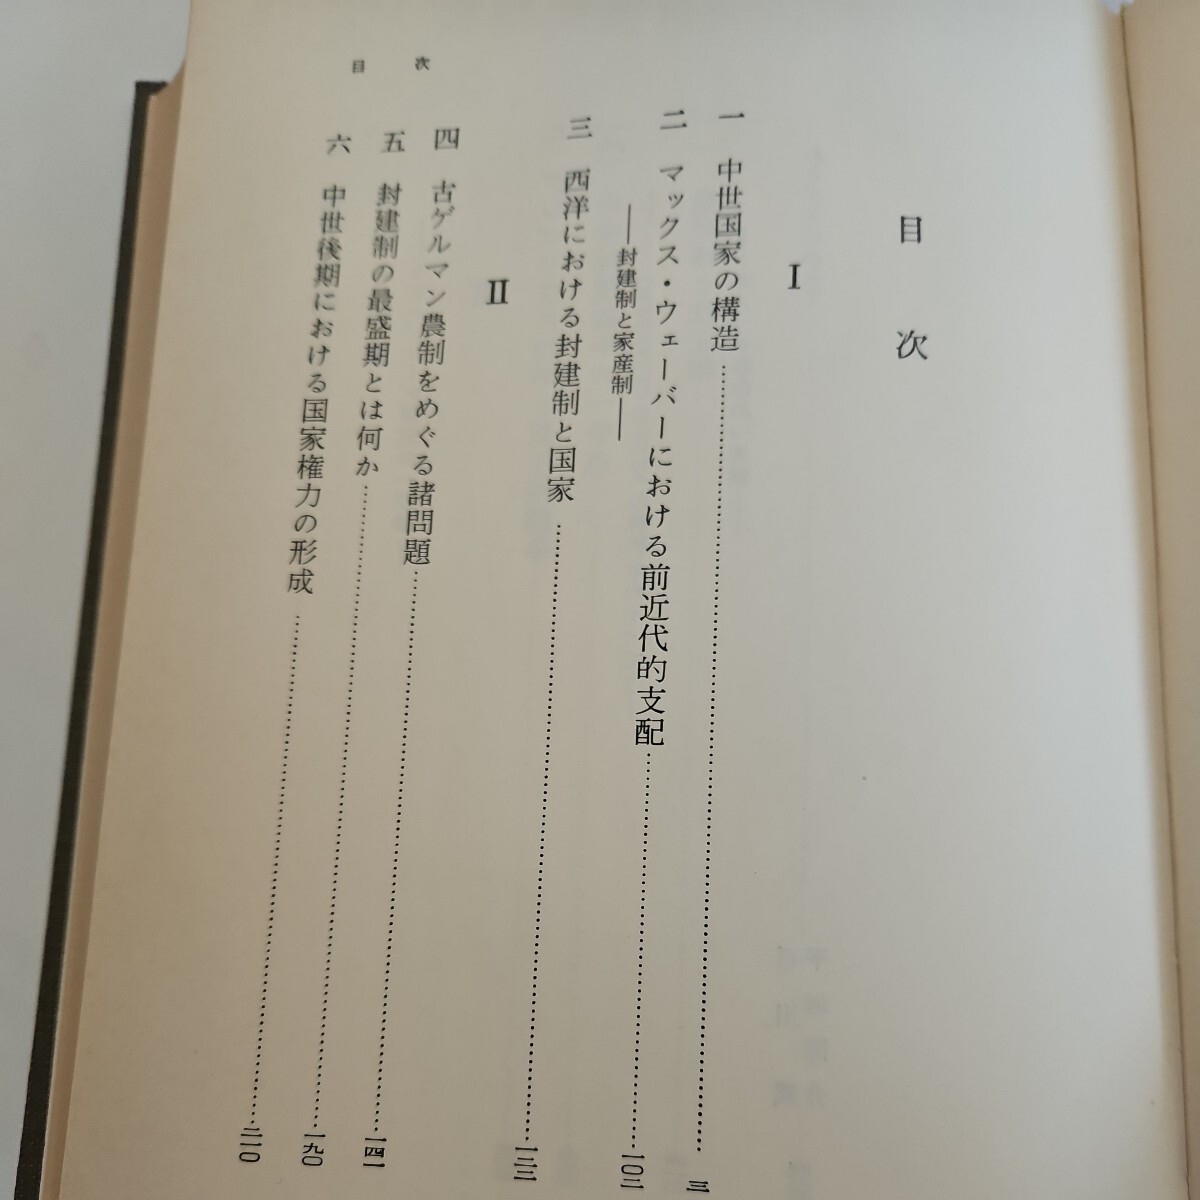 目次
目次
I
一 中世国家の構造……三
二 マックス・ウェーバーにおける前近代的支配……一〇二
――封建制と家産制――
三 西洋における封建制と国家……一二二
II
四 古ゲルマン農制をめぐる諸問題……一四一
五 封建制の最盛期とは何か……一九〇
六 中世後期における国家権力の形成……二一〇